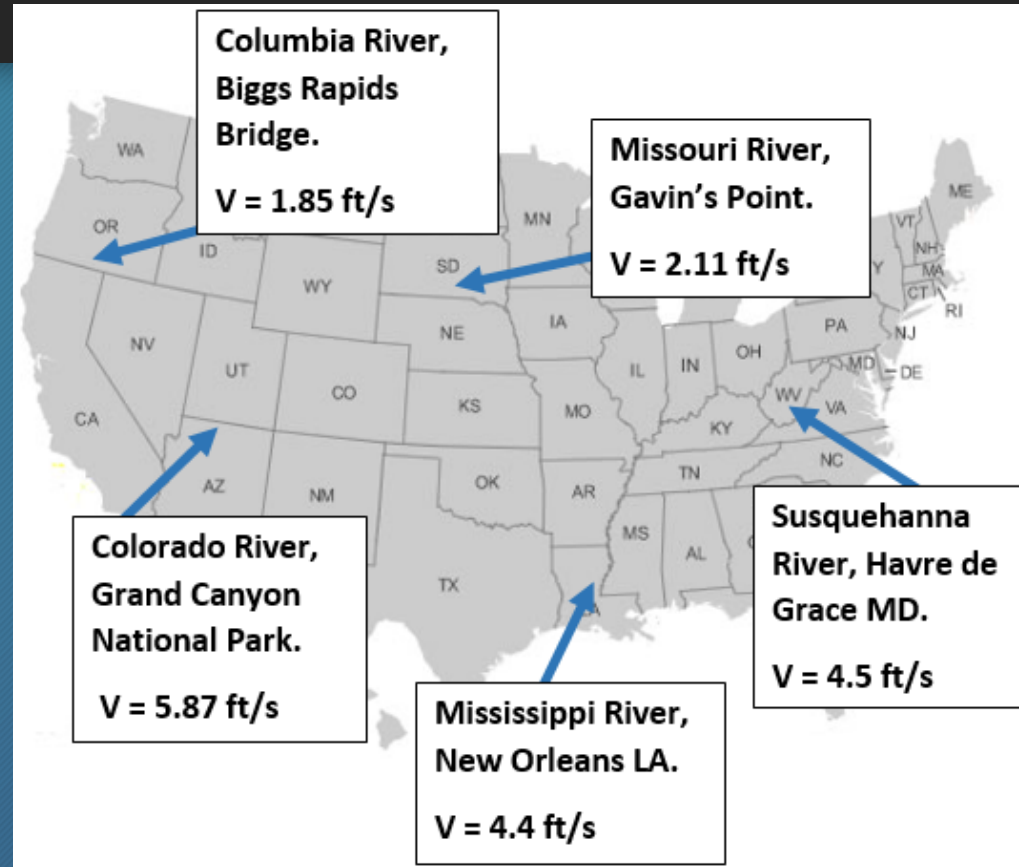 Columbia River,
Biggs Rapids
Bridge.
V = 1.85 ft/s
Missouri River,
Gavin's Point.
V = 2.11 ft/s
WA
OR
ID
WY
SD
MN
NE
IA
NV
UT
CO
KS
CA
AZ
NM
OK
TX
MO
AR
MS
AL
LA
IL
IN
OH
KY
TN
WV
VA
NC
PA
MD
DE
NJ
Y
VT
NH
MA
CT
RI
ME
Colorado River,
Grand Canyon
National Park.
V = 5.87 ft/s
Mississippi River,
New Orleans LA.
V = 4.4 ft/s
Susquehanna
River, Havre de
Grace MD.
V = 4.5 ft/s